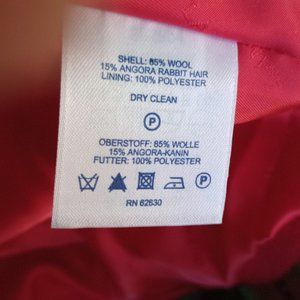 SHELL: 85% WOOL
15% ANGORA RABBIT HAIR
LINING: 100% POLYESTER
DRY CLEAN
P
OBERSTOFF: 85% WOLLE
15% ANGORA-KANIN
FUTTER: 100% POLYESTER
P
RN 62630